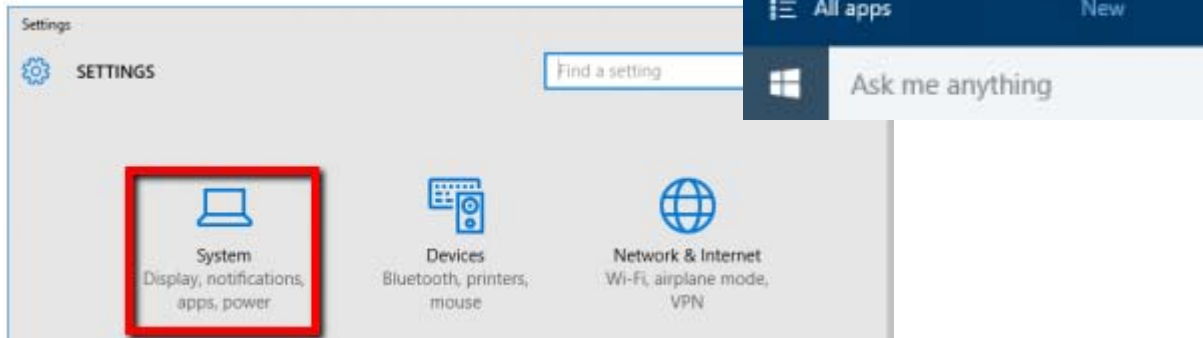 Settings
SETTINGS
Find a setting
All apps
New
Ask me anything
System
Display, notifications,
apps, power
Devices
Bluetooth, printers,
mouse
Network & Internet
Wi-Fi, airplane mode,
VPN